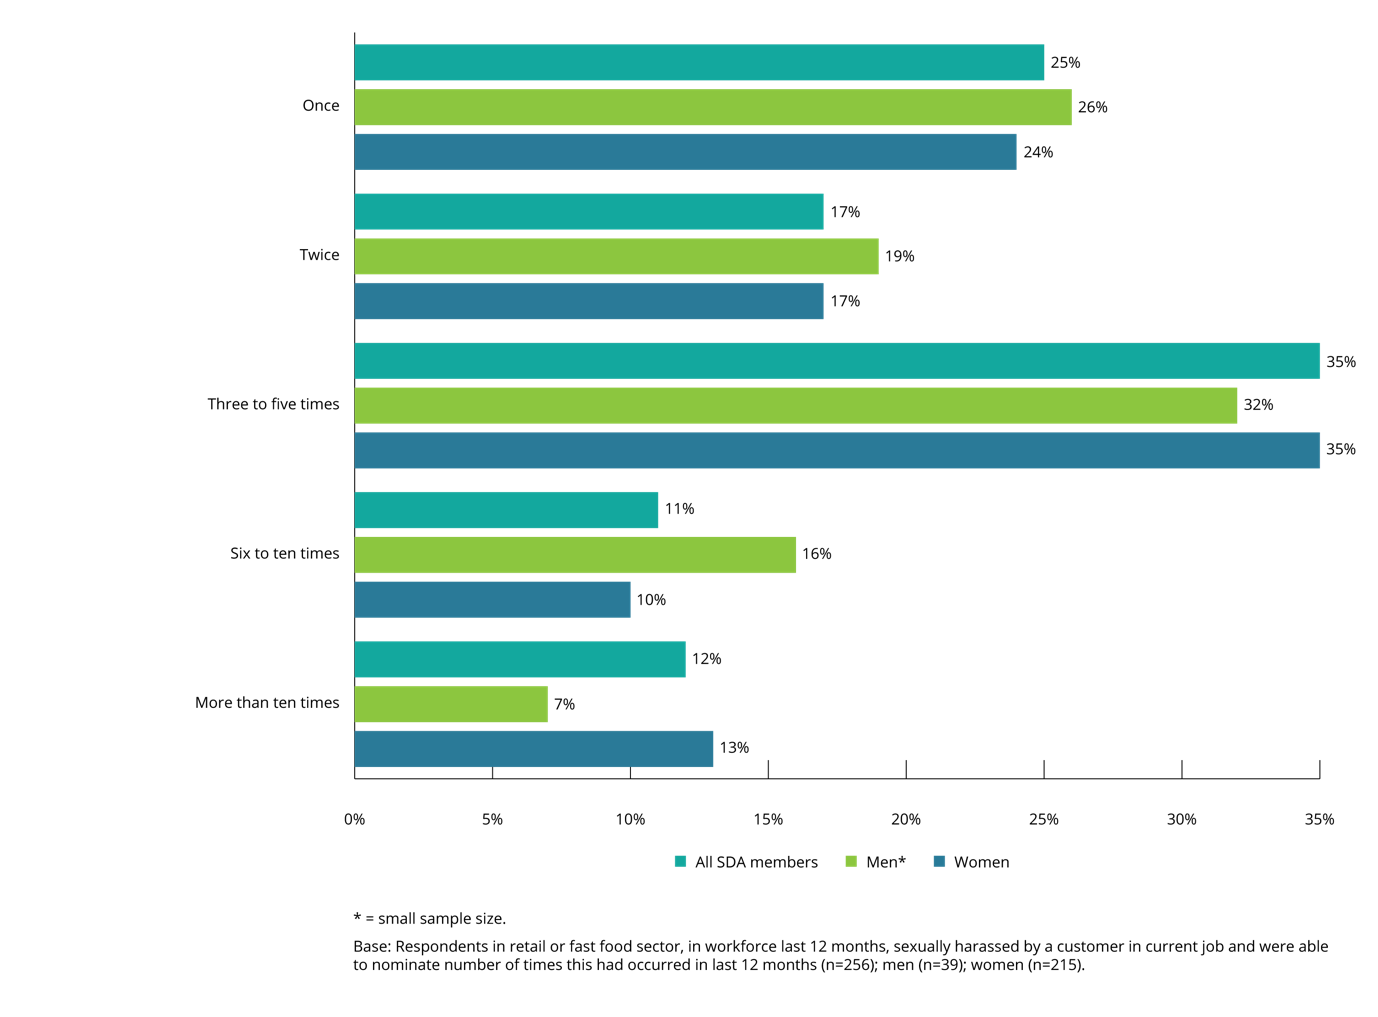 25%
Once
26%
24%
17%
Twice
19%
17%
35%
Three to five times
32%
35%
11%
Six to ten times
16%
10%
12%
More than ten times
7%
13%
0% 5% 10% 15% 20% 25% 30% 35%
All SDA members Men* Women
* = small sample size.
Base: Respondents in retail or fast food sector, in workforce last 12 months, sexually harassed by a customer in current job and were able
to nominate number of times this had occurred in last 12 months (n=256); men (n=39); women (n=215).